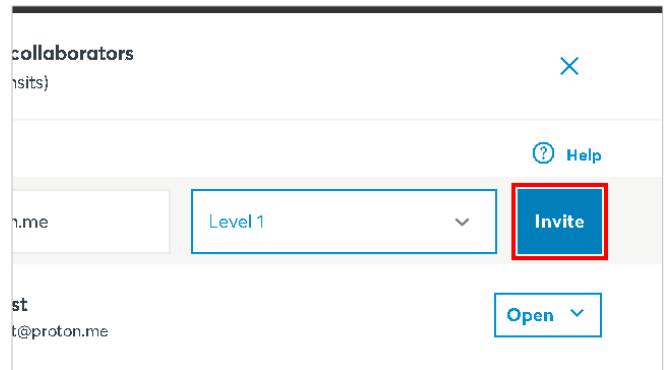 collaborators
nsits)
Help
n.me
Level 1
Invite
st
t@proton.me
Open